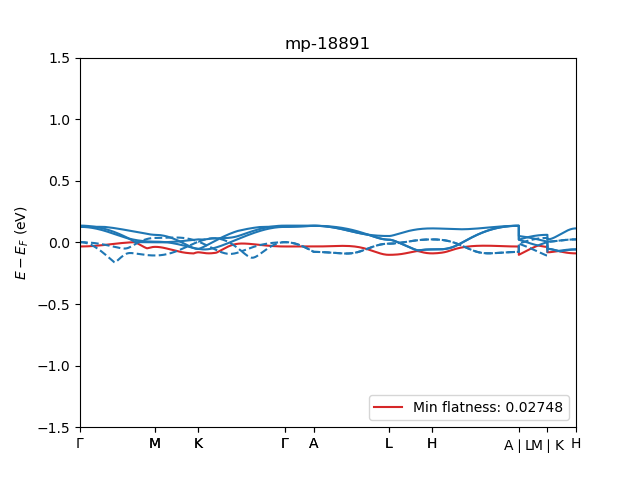 mp-18891
1.5
1.0
0.5
0.0
−0.5
−1.0
−1.5
E − E_F (eV)
Min flatness: 0.02748
Γ M K Γ A L H A | LM | K H